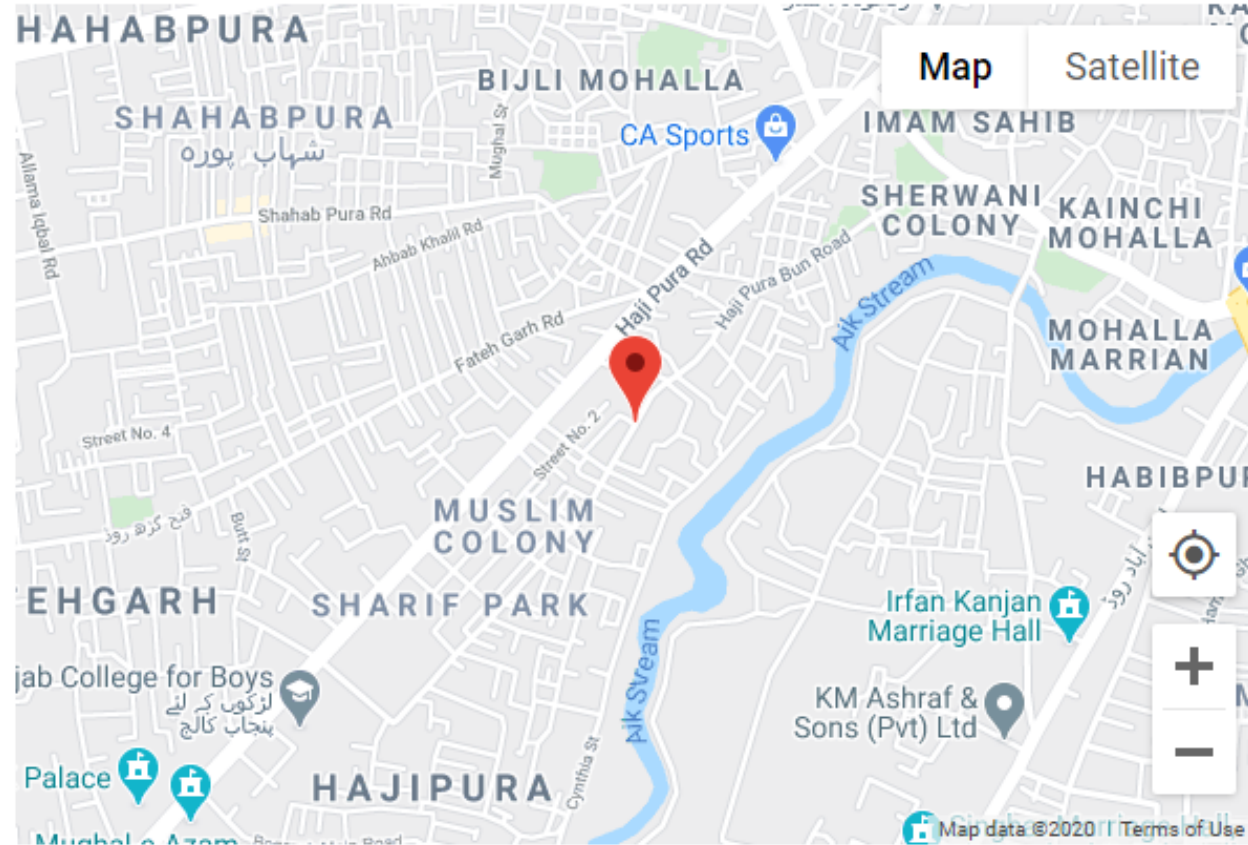 HAHABPURA
BIJLI MOHALLA
Map
Satellite
SHAHABPURA
شہاب پورہ
Mughal St
CA Sports
IMAM SAHIB
Allama Iqbal Rd
SHERWANI
COLONY
KAINCHI
MOHALLA
Shahab Pura Rd
Ahbab Khalil Rd
Haji Pura Rd
Haji Pura Bun Road
Aik Stream
Fateh Garh Rd
MOHALLA
MARRIAN
Street No. 4
Street No. 2
MUSLIM
COLONY
HABIBPUR
فتح گڑھ روڈ
Butt St
EHGARH
SHARIF PARK
Irfan Kanjan
Marriage Hall
آباد روڈ
Aik Stream
jab College for Boys
لڑکوں کے لئے
پنجاب کالج
KM Ashraf &
Sons (Pvt) Ltd
Palace
HAJIPURA
Cynthia St
Mughal e Azam
Map data ©2020
Terms of Use